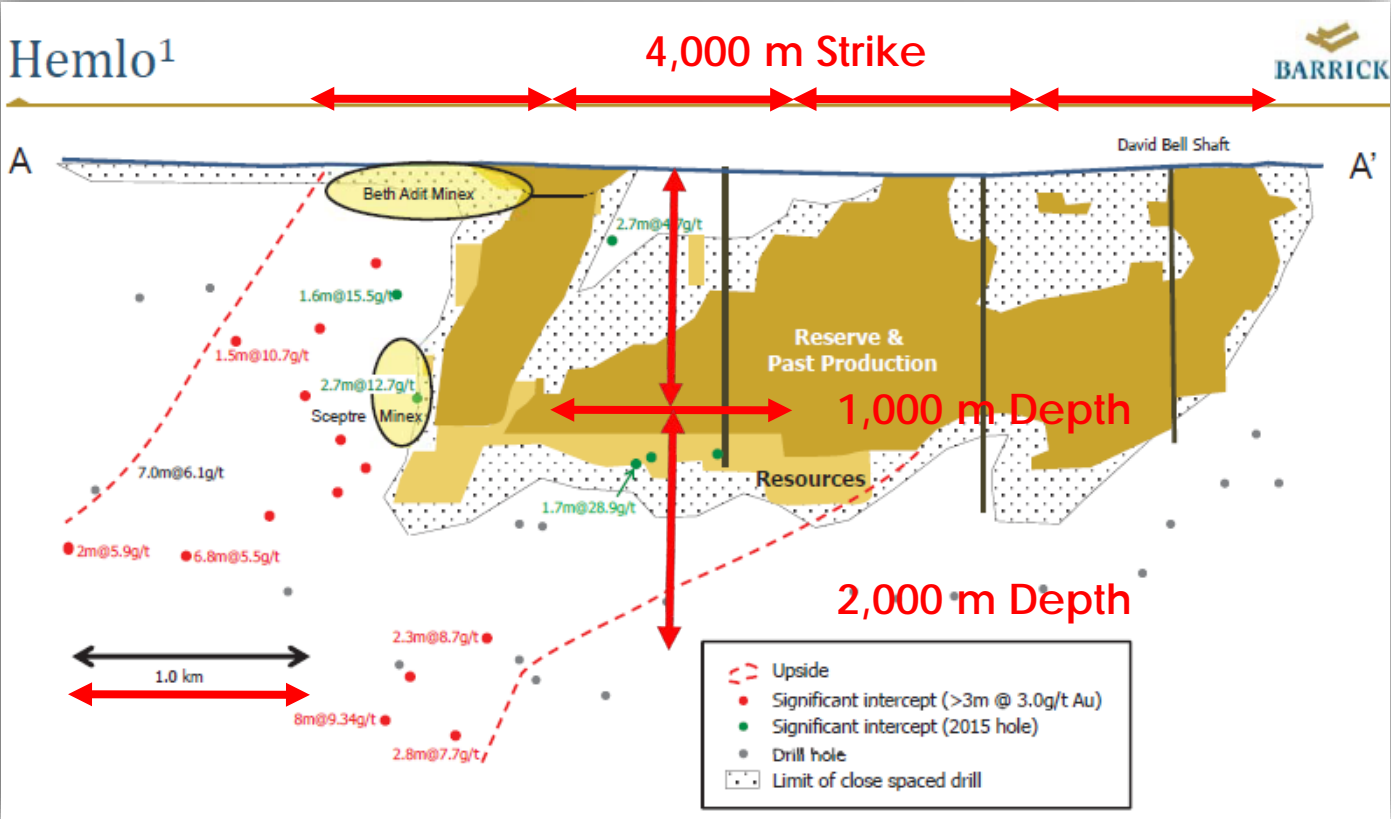 Hemlo1
4,000 m Strike
BARRICK
A
David Bell Shaft
A'
Beth Adit Minex
2.7m@4.7g/t
1.6m@15.5g/t
1.5m@10.7g/t
Reserve &
Past Production
2.7m@12.7g/t
Sceptre Minex
1,000 m Depth
7.0m@6.1g/t
Resources
1.7m@28.9g/t
2m@5.9g/t
6.8m@5.5g/t
2,000 m Depth
2.3m@8.7g/t
1.0 km
8m@9.34g/t
2.8m@7.7g/t
Upside
Significant intercept (>3m @ 3.0g/t Au)
Significant intercept (2015 hole)
Drill hole
Limit of close spaced drill